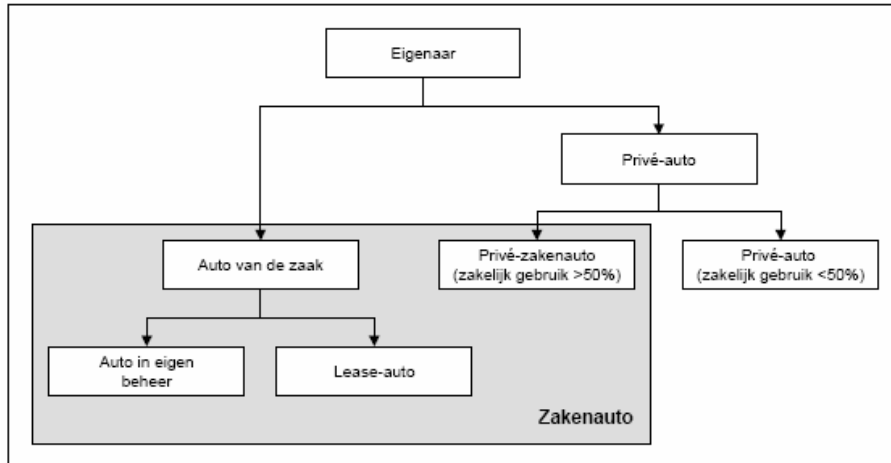 Eigenaar
Privé-auto
Auto van de zaak
Privé-zakenauto
(zakelijk gebruik >50%)
Privé-auto
(zakelijk gebruik <50%)
Auto in eigen
beheer
Lease-auto
Zakenauto